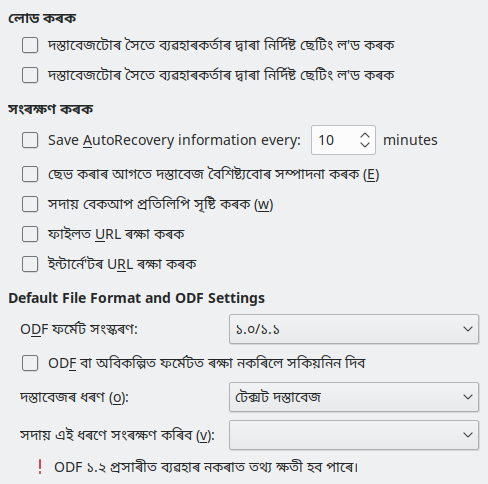 লোড কৰক
দস্তাবেজটোৰ সৈতে ব্যৱহাৰকৰ্তাৰ দ্বাৰা নিৰ্দিষ্ট ছেটিং ল'ড কৰক
দস্তাবেজটোৰ সৈতে ব্যৱহাৰকৰ্তাৰ দ্বাৰা নিৰ্দিষ্ট ছেটিং ল'ড কৰক
সংৰক্ষণ কৰক
Save AutoRecovery information every: 10 minutes
ছেভ কৰাৰ আগতে দস্তাবেজ বৈশিষ্ট্যবোৰ সম্পাদনা কৰক (E)
সদায় বেকআপ প্ৰতিলিপি সৃষ্টি কৰক (w)
ফাইলত URL ৰক্ষা কৰক
ইন্টাৰ্নে'টৰ URL ৰক্ষা কৰক
Default File Format and ODF Settings
ODF ফৰ্মেট সংস্কৰণ: ১.০/১.১
ODF বা অবিকল্পিত ফৰ্মেটত ৰক্ষা নকৰিলে সকিয়নিন দিব
দস্তাবেজৰ ধৰণ (o): টেক্সট দস্তাবেজ
সদায় এই ধৰণে সংৰক্ষণ কৰিব (v):
! ODF ১.২ প্ৰসাৰীত ব্যৱহাৰ নকৰাত তথ্য ক্ষতী হব পাৰে।